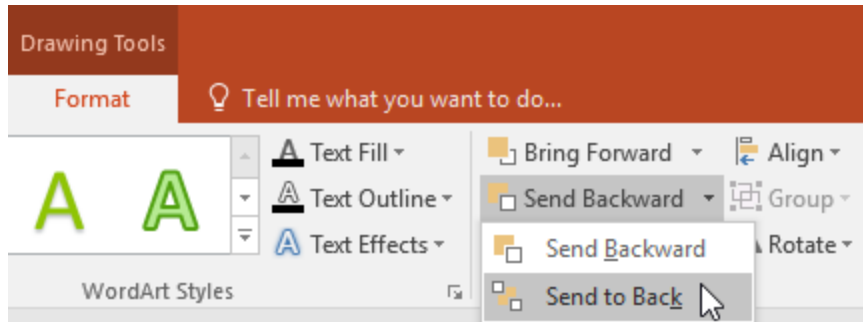 Drawing Tools
Format
Tell me what you want to do...
A A
A Text Fill
A Text Outline
A Text Effects
WordArt Styles
Bring Forward
Send Backward
Send Backward
Send to Back
Align
Group
Rotate